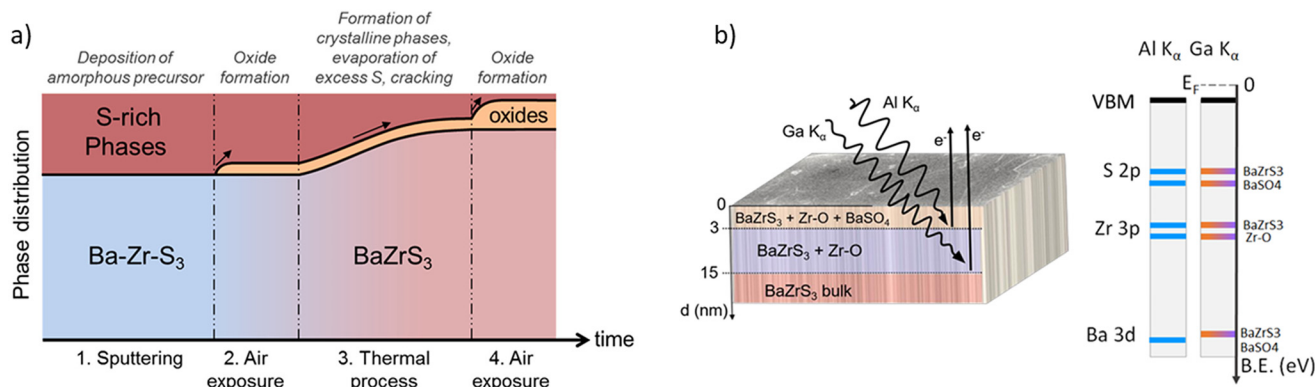 a)
Deposition of
amorphous precursor
Oxide
formation
Formation of
crystalline phases,
evaporation of
excess S, cracking
Oxide
formation
Phase distribution
S-rich
Phases
oxides
Ba-Zr-S3
BaZrS3
time
1. Sputtering
2. Air
exposure
3. Thermal
process
4. Air
exposure
b)
Al Kα
Ga Kα
e-
e-
0
3
15
d (nm)
BaZrS3 + Zr-O + BaSO4
BaZrS3 + Zr-O
BaZrS3 bulk
Al Kα Ga Kα
EF
0
VBM
S 2p
BaZrS3
BaSO4
Zr 3p
BaZrS3
Zr-O
Ba 3d
BaZrS3
BaSO4
B.E. (eV)